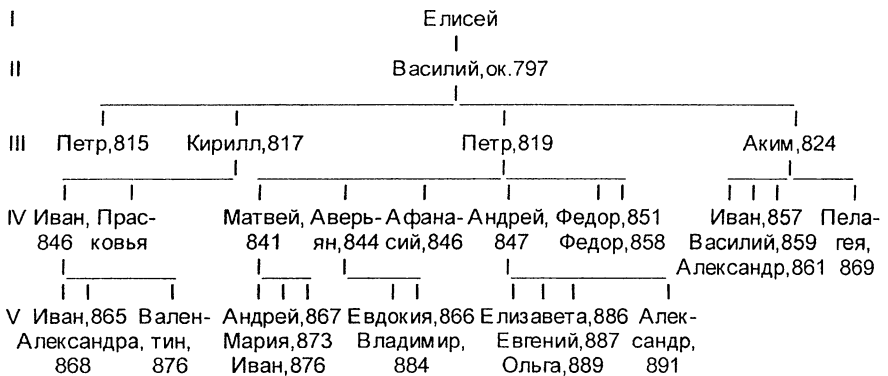 I Елисей
II Василий,ок.797
III Петр,815 Кирилл,817 Петр,819 Аким,824
IV Иван, Прас- Матвей, Аверь- Афана- Андрей, Федор,851 Иван,857 Пела-
846 ковья 841 ян,844 сий,846 847 Федор,858 Василий,859 гея,
Александр,861 869
V Иван,865 Вален- Андрей,867 Евдокия,866 Елизавета,886 Алек-
Александра, тин, Мария,873 Владимир, Евгений,887 сандр,
868 876 Иван,876 884 Ольга,889 891